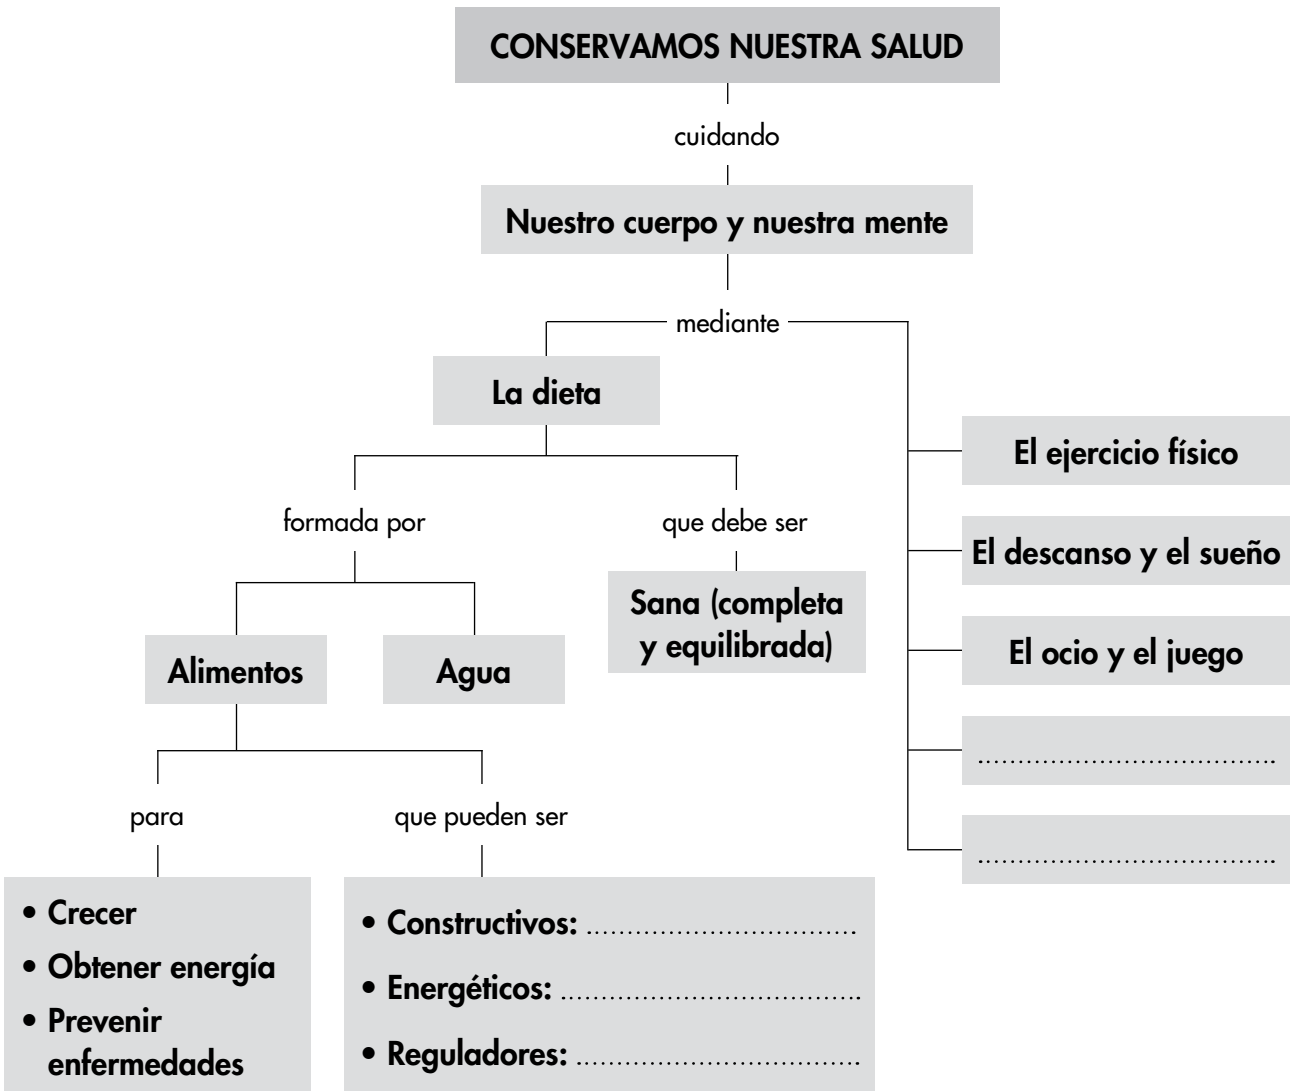 CONSERVAMOS NUESTRA SALUD
cuidando
Nuestro cuerpo y nuestra mente
mediante
La dieta
formada por
que debe ser
Alimentos
Agua
Sana (completa
y equilibrada)
para
que pueden ser
• Crecer
• Obtener energía
• Prevenir
enfermedades
• Constructivos: ........................................
• Energéticos: ............................................
• Reguladores: ..........................................
El ejercicio físico
El descanso y el sueño
El ocio y el juego
............................................
............................................